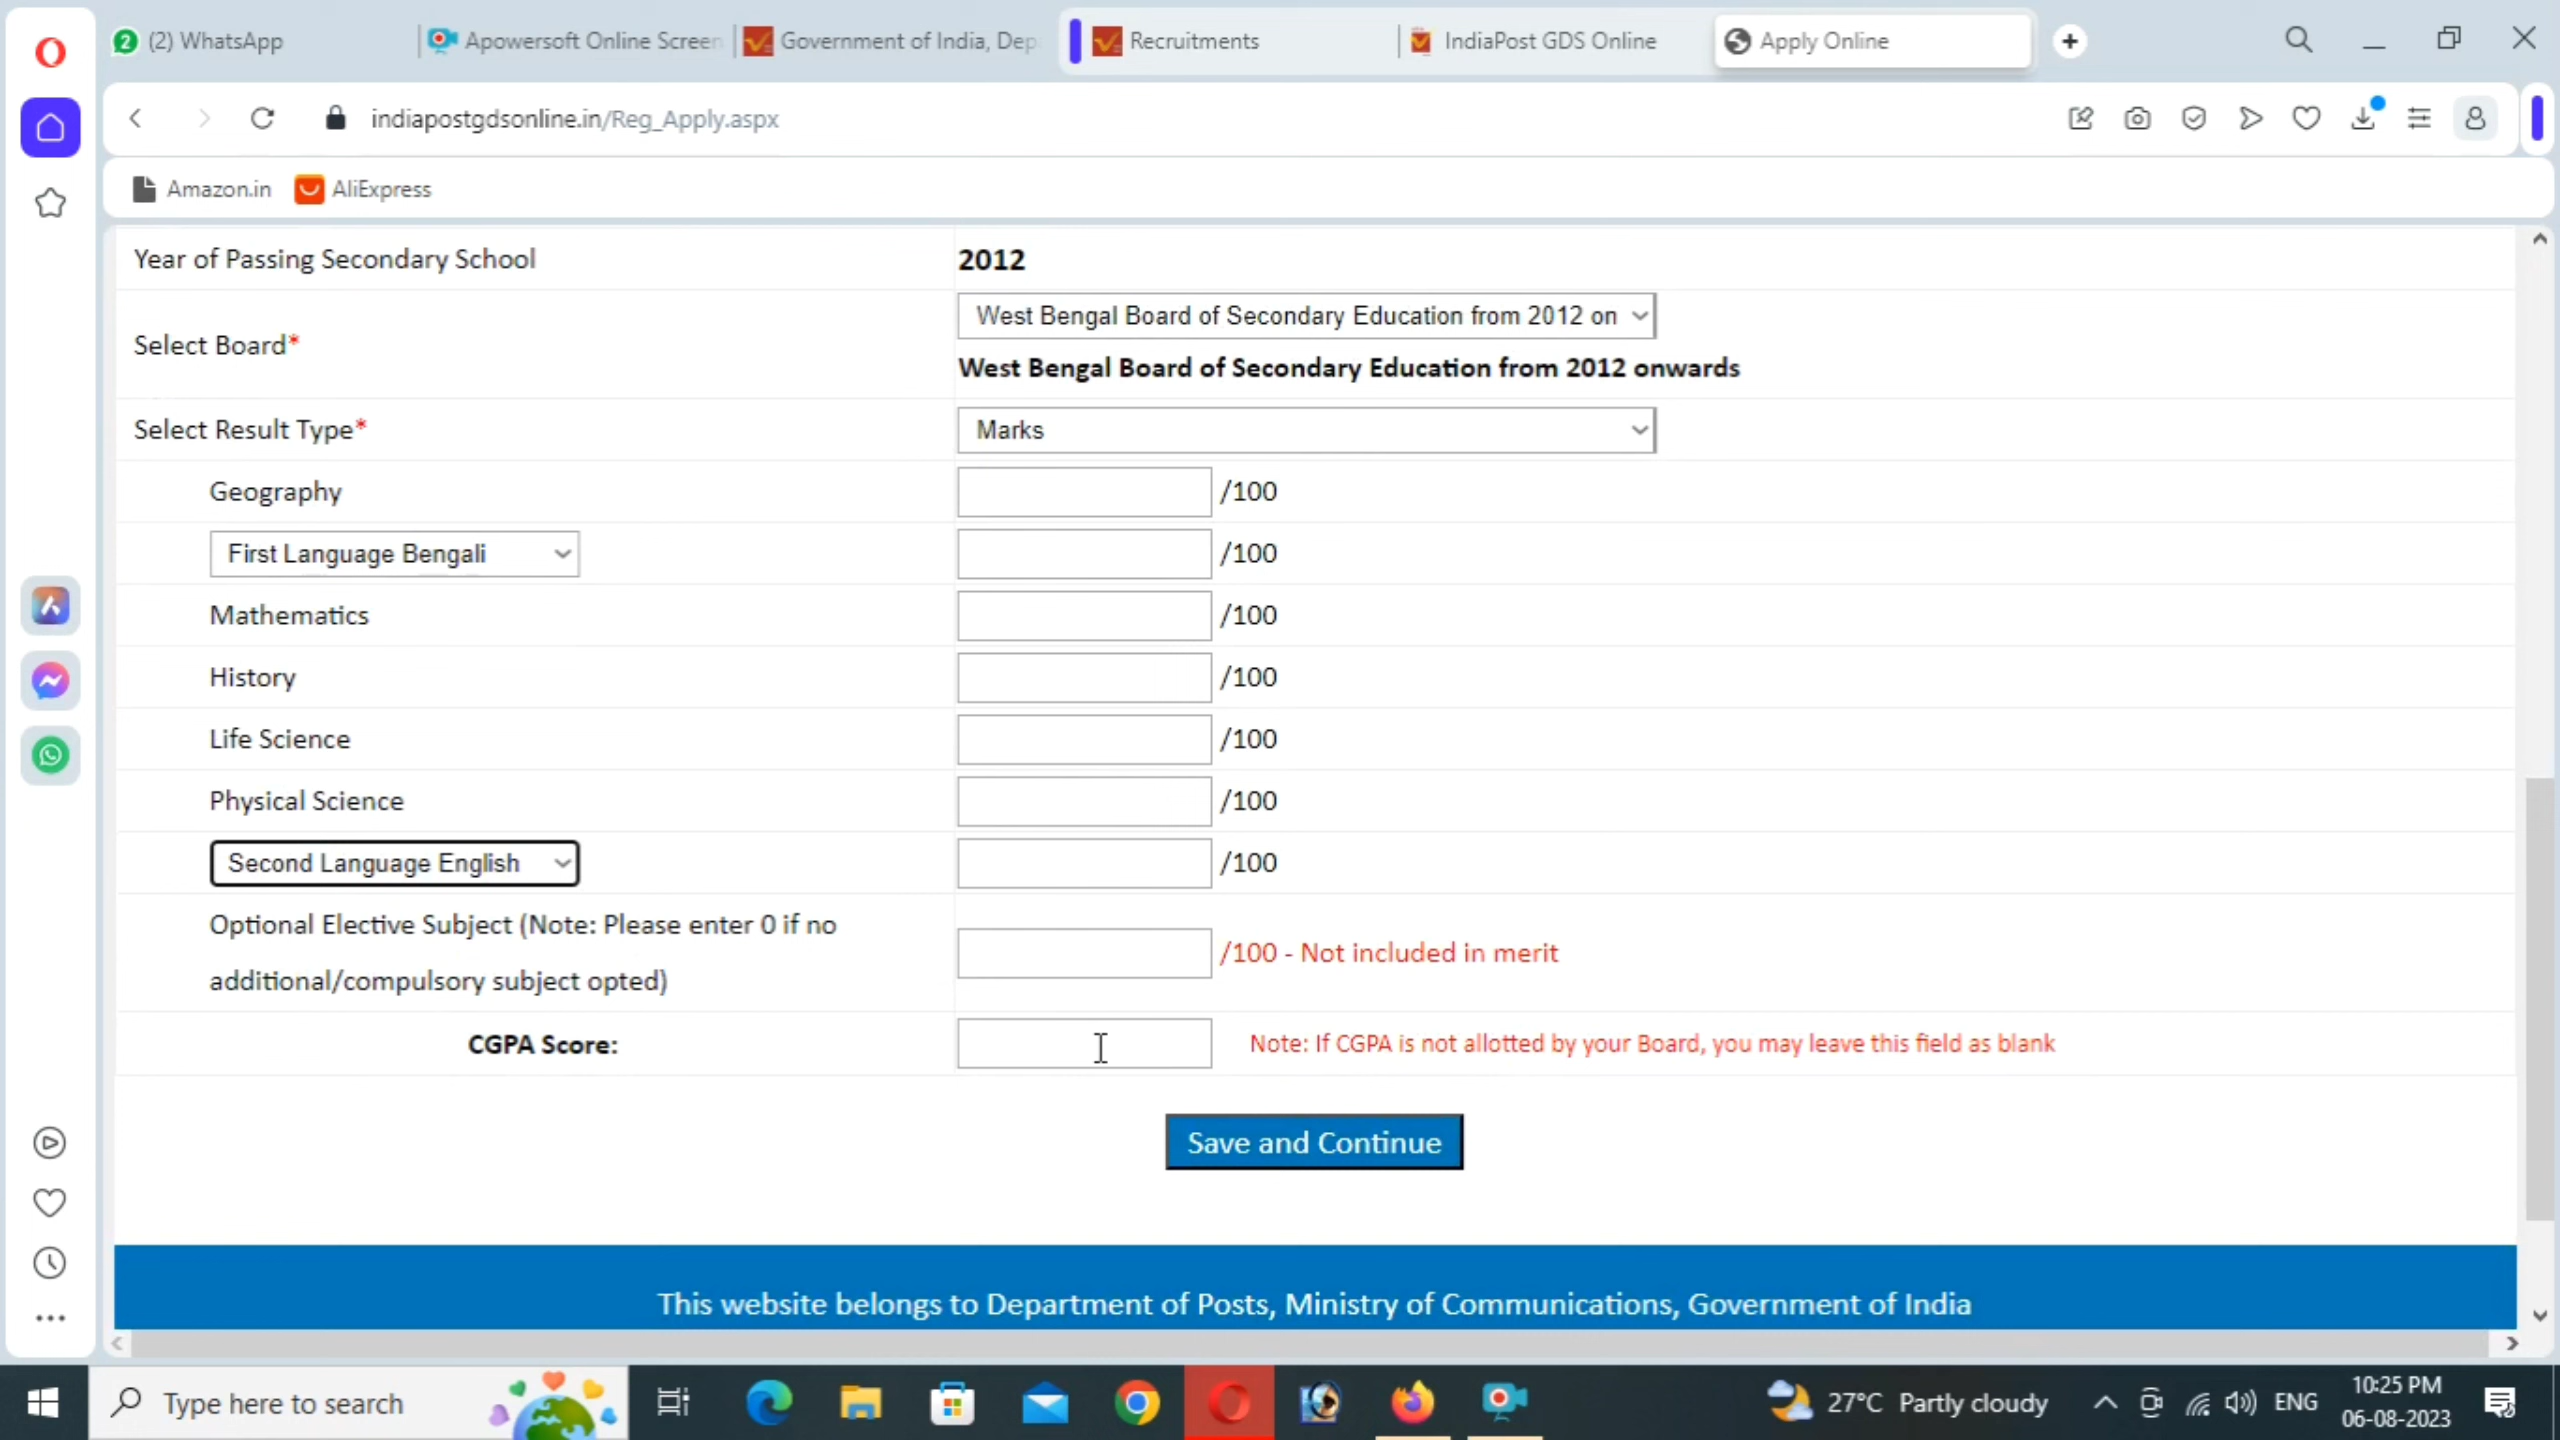 2 (2) WhatsApp
Apowersoft Online Screen
Government of India, Dep
Recruitments
IndiaPost GDS Online
Apply Online
indiapostgdsonline.in/Reg_Apply.aspx
Amazon.in
AliExpress
Year of Passing Secondary School 2012
Select Board* West Bengal Board of Secondary Education from 2012 on
West Bengal Board of Secondary Education from 2012 onwards
Select Result Type* Marks
Geography /100
First Language Bengali /100
Mathematics /100
History /100
Life Science /100
Physical Science /100
Second Language English /100
Optional Elective Subject (Note: Please enter 0 if no
additional/compulsory subject opted) /100 - Not included in merit
CGPA Score: Note: If CGPA is not allotted by your Board, you may leave this field as blank
Save and Continue
This website belongs to Department of Posts, Ministry of Communications, Government of India
Type here to search
27°C Partly cloudy
ENG
10:25 PM
06-08-2023